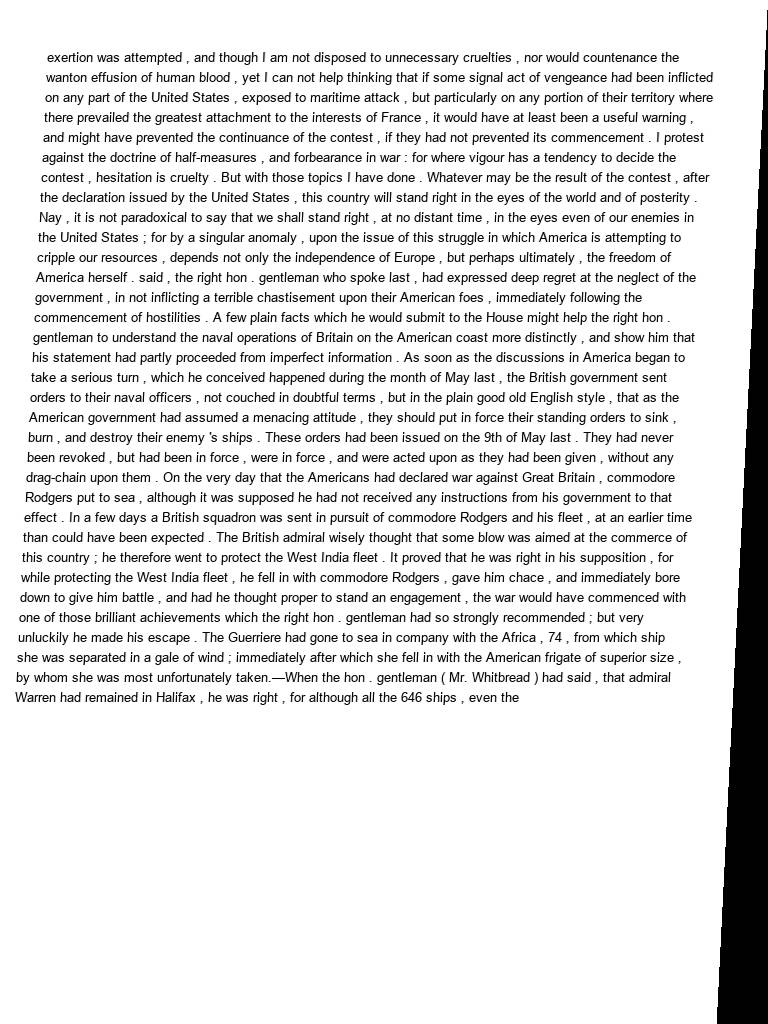 exertion was attempted , and though I am not disposed to unnecessary cruelties , nor would countenance the
wanton effusion of human blood , yet I can not help thinking that if some signal act of vengeance had been inflicted
on any part of the United States , exposed to maritime attack , but particularly on any portion of their territory where
there prevailed the greatest attachment to the interests of France , it would have at least been a useful warning ,
and might have prevented the continuance of the contest , if they had not prevented its commencement . I protest
against the doctrine of half-measures , and forbearance in war : for where vigour has a tendency to decide the
contest , hesitation is cruelty . But with those topics I have done . Whatever may be the result of the contest , after
the declaration issued by the United States , this country will stand right in the eyes of the world and of posterity .
Nay , it is not paradoxical to say that we shall stand right , at no distant time , in the eyes even of our enemies in
the United States ; for by a singular anomaly , upon the issue of this struggle in which America is attempting to
cripple our resources , depends not only the independence of Europe , but perhaps ultimately , the freedom of
America herself . said , the right hon . gentleman who spoke last , had expressed deep regret at the neglect of the
government , in not inflicting a terrible chastisement upon their American foes , immediately following the
commencement of hostilities . A few plain facts which he would submit to the House might help the right hon .
gentleman to understand the naval operations of Britain on the American coast more distinctly , and show him that
his statement had partly proceeded from imperfect information . As soon as the discussions in America began to
take a serious turn , which he conceived happened during the month of May last , the British government sent
orders to their naval officers , not couched in doubtful terms , but in the plain good old English style , that as the
American government had assumed a menacing attitude , they should put in force their standing orders to sink ,
burn , and destroy their enemy 's ships . These orders had been issued on the 9th of May last . They had never
been revoked , but had been in force , were in force , and were acted upon as they had been given , without any
drag-chain upon them . On the very day that the Americans had declared war against Great Britain , commodore
Rodgers put to sea , although it was supposed he had not received any instructions from his government to that
effect . In a few days a British squadron was sent in pursuit of commodore Rodgers and his fleet , at an earlier time
than could have been expected . The British admiral wisely thought that some blow was aimed at the commerce of
this country ; he therefore went to protect the West India fleet . It proved that he was right in his supposition , for
while protecting the West India fleet , he fell in with commodore Rodgers , gave him chace , and immediately bore
down to give him battle , and had he thought proper to stand an engagement , the war would have commenced with
one of those brilliant achievements which the right hon . gentleman had so strongly recommended ; but very
unluckily he made his escape . The Guerriere had gone to sea in company with the Africa , 74 , from which ship
she was separated in a gale of wind ; immediately after which she fell in with the American frigate of superior size ,
by whom she was most unfortunately taken.—When the hon . gentleman ( Mr. Whitbread ) had said , that admiral
Warren had remained in Halifax , he was right , for although all the 646 ships , even the